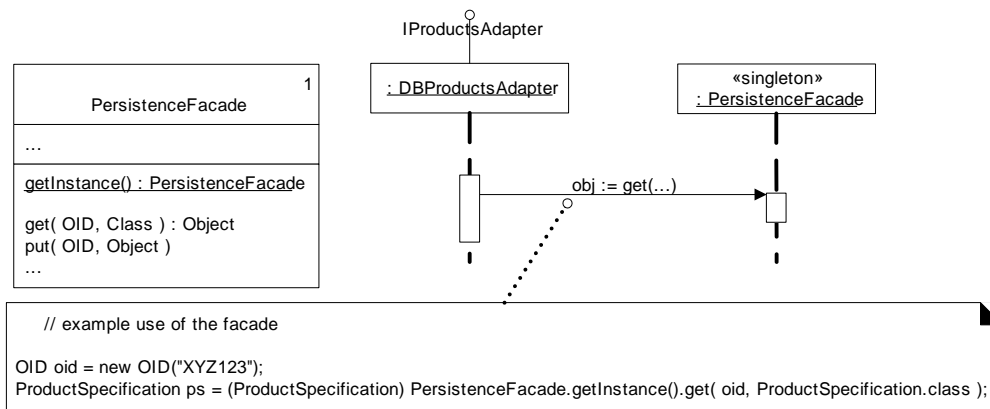 IProductsAdapter
1
PersistenceFacade
...
getInstance() : PersistenceFacade
get( OID, Class ) : Object
put( OID, Object )
...
: DBProductsAdapter
«singleton»
: PersistenceFacade
obj := get(...)
// example use of the facade
OID oid = new OID("XYZ123");
ProductSpecification ps = (ProductSpecification) PersistenceFacade.getInstance().get( oid, ProductSpecification.class );